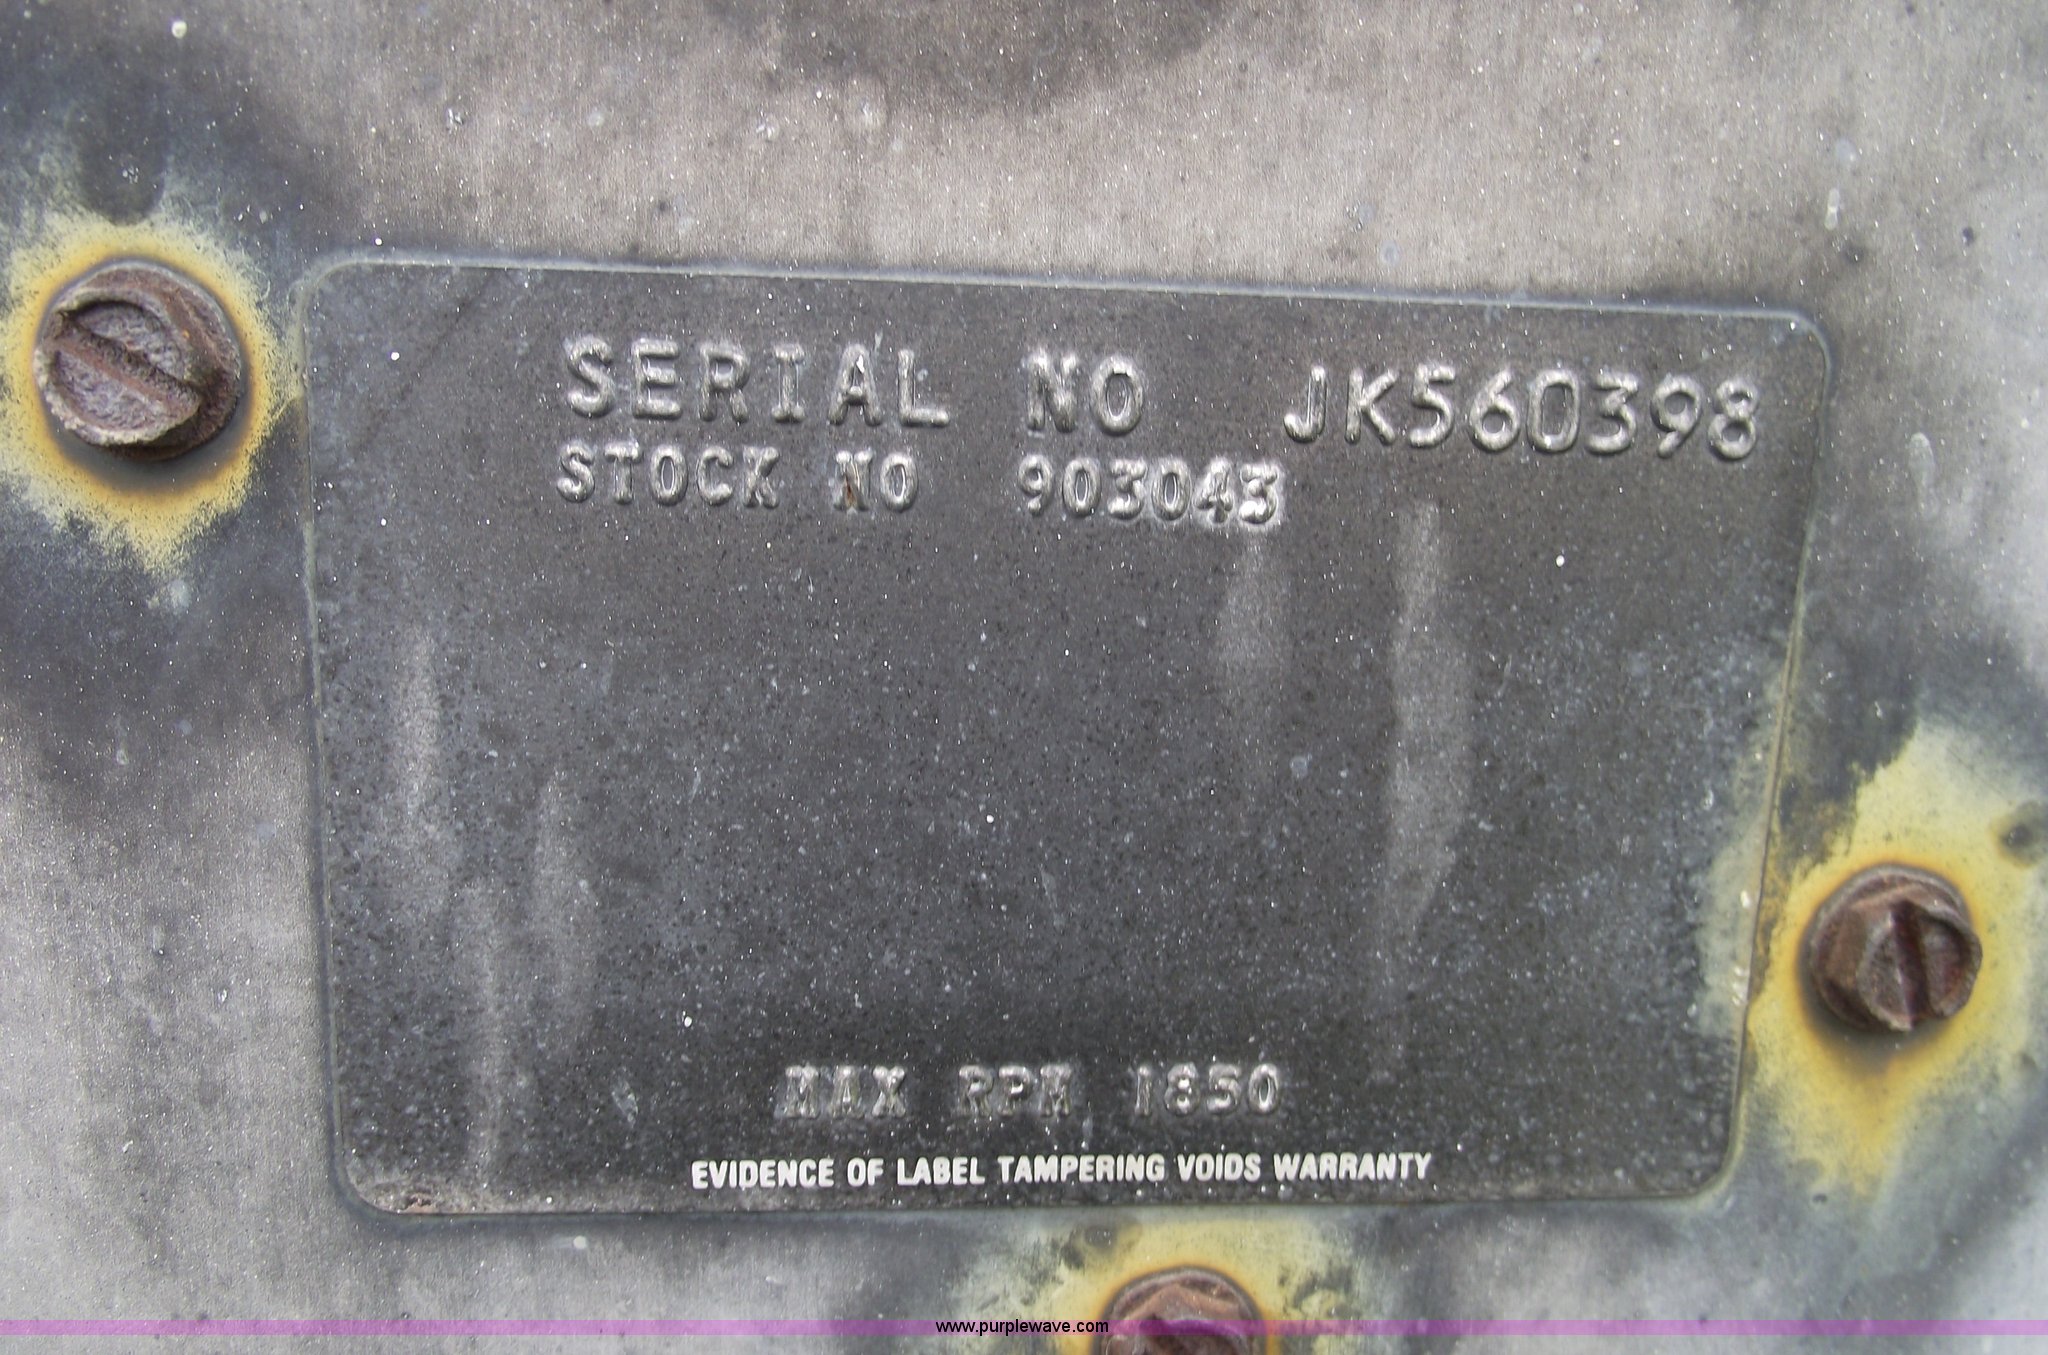 SERIAL NO JK560398
STOCK NO 903043
MAX RPM 1850
EVIDENCE OF LABEL TAMPERING VOIDS WARRANTY
www.purplewave.com